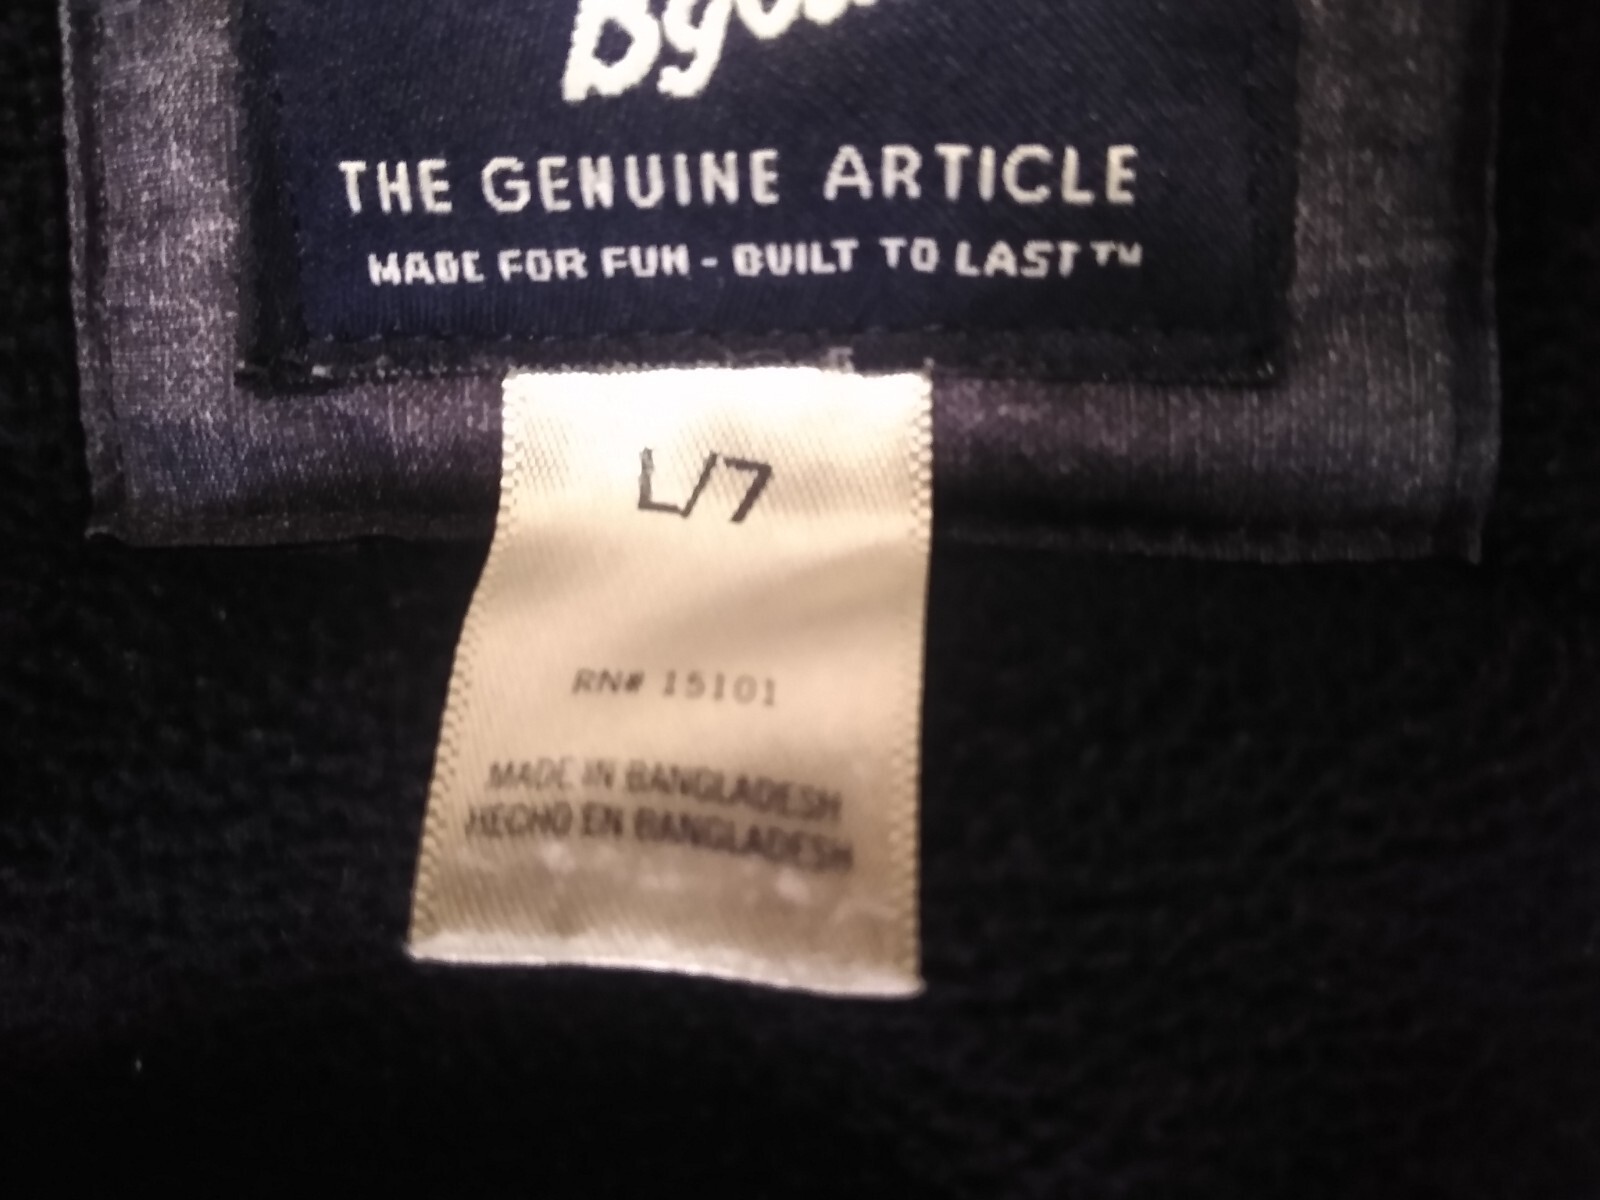 THE GENUINE ARTICLE
MADE FOR FUN - BUILT TO LAST™
L/7
RN# 15101
MADE IN BANGLADESH
HECHO EN BANGLADESH